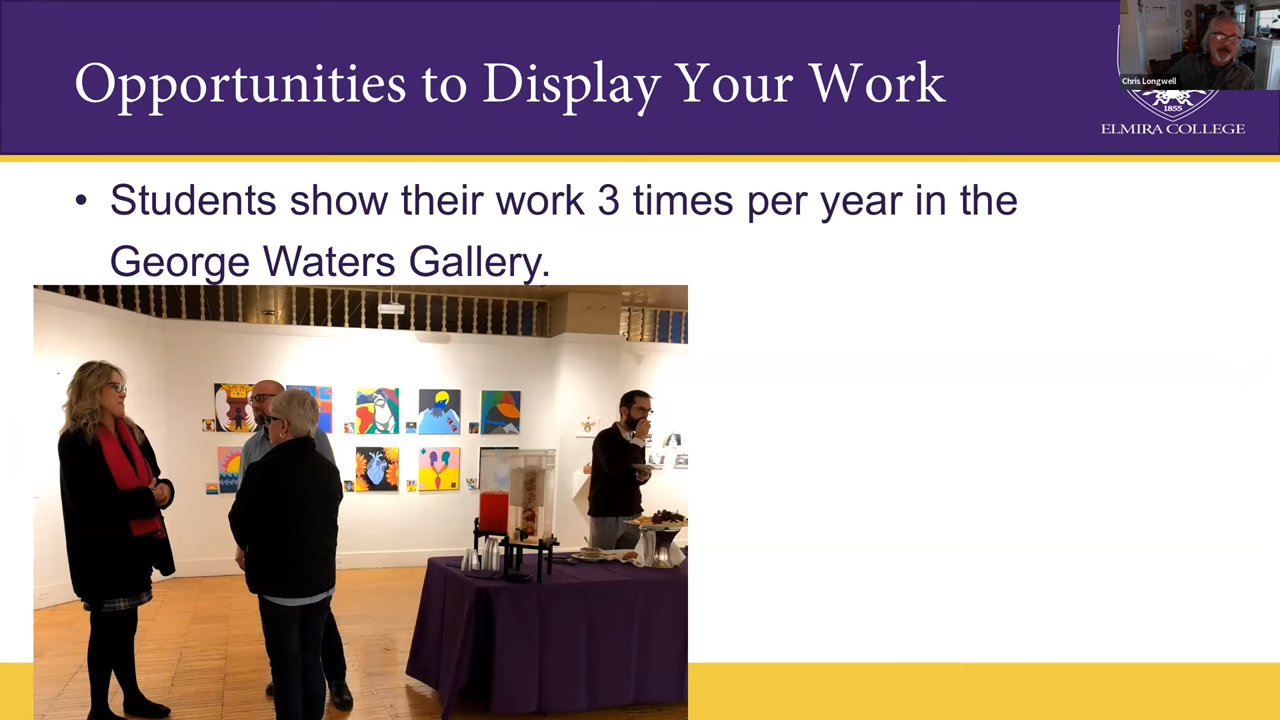 Opportunities to Display Your Work
Chris Longwell
1855
ELMIRA COLLEGE
• Students show their work 3 times per year in the
George Waters Gallery.